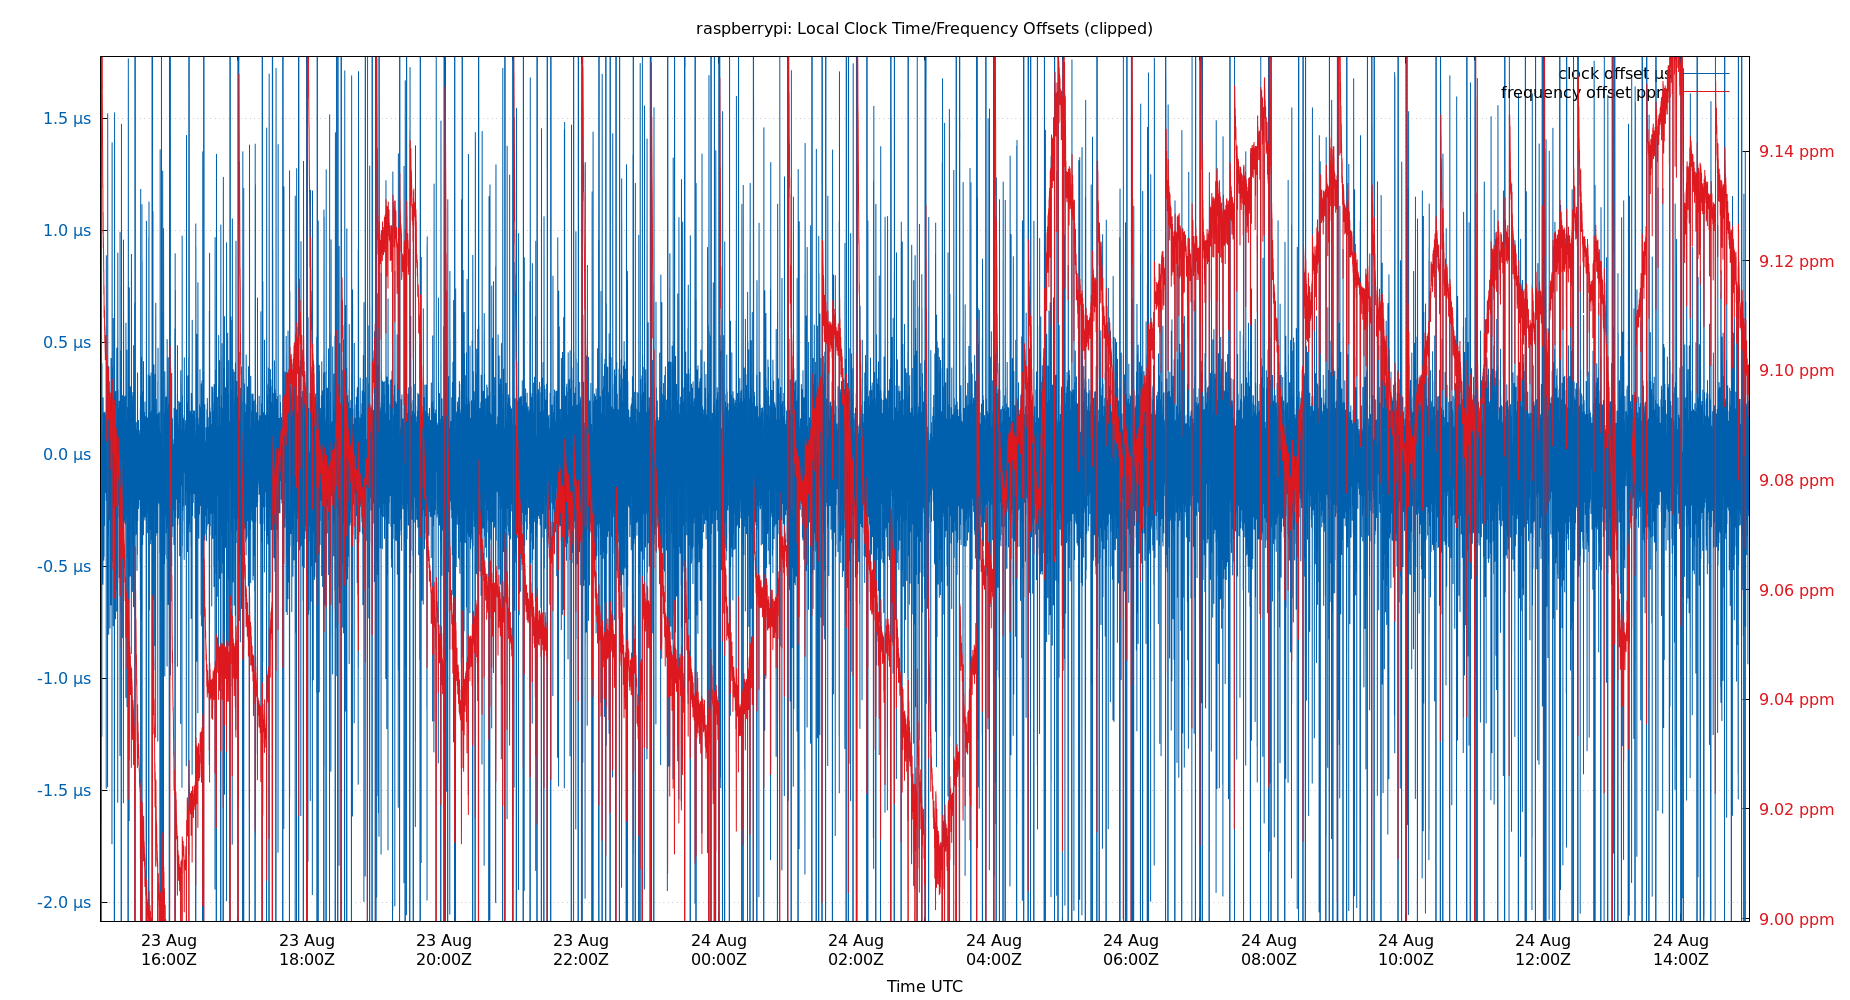 raspberrypi: Local Clock Time/Frequency Offsets (clipped)
clock offset µs
frequency offset ppm
1.5 µs
1.0 µs
0.5 µs
0.0 µs
-0.5 µs
-1.0 µs
-1.5 µs
-2.0 µs
9.14 ppm
9.12 ppm
9.10 ppm
9.08 ppm
9.06 ppm
9.04 ppm
9.02 ppm
9.00 ppm
23 Aug
16:00Z
23 Aug
18:00Z
23 Aug
20:00Z
23 Aug
22:00Z
24 Aug
00:00Z
24 Aug
02:00Z
24 Aug
04:00Z
24 Aug
06:00Z
24 Aug
08:00Z
24 Aug
10:00Z
24 Aug
12:00Z
24 Aug
14:00Z
Time UTC